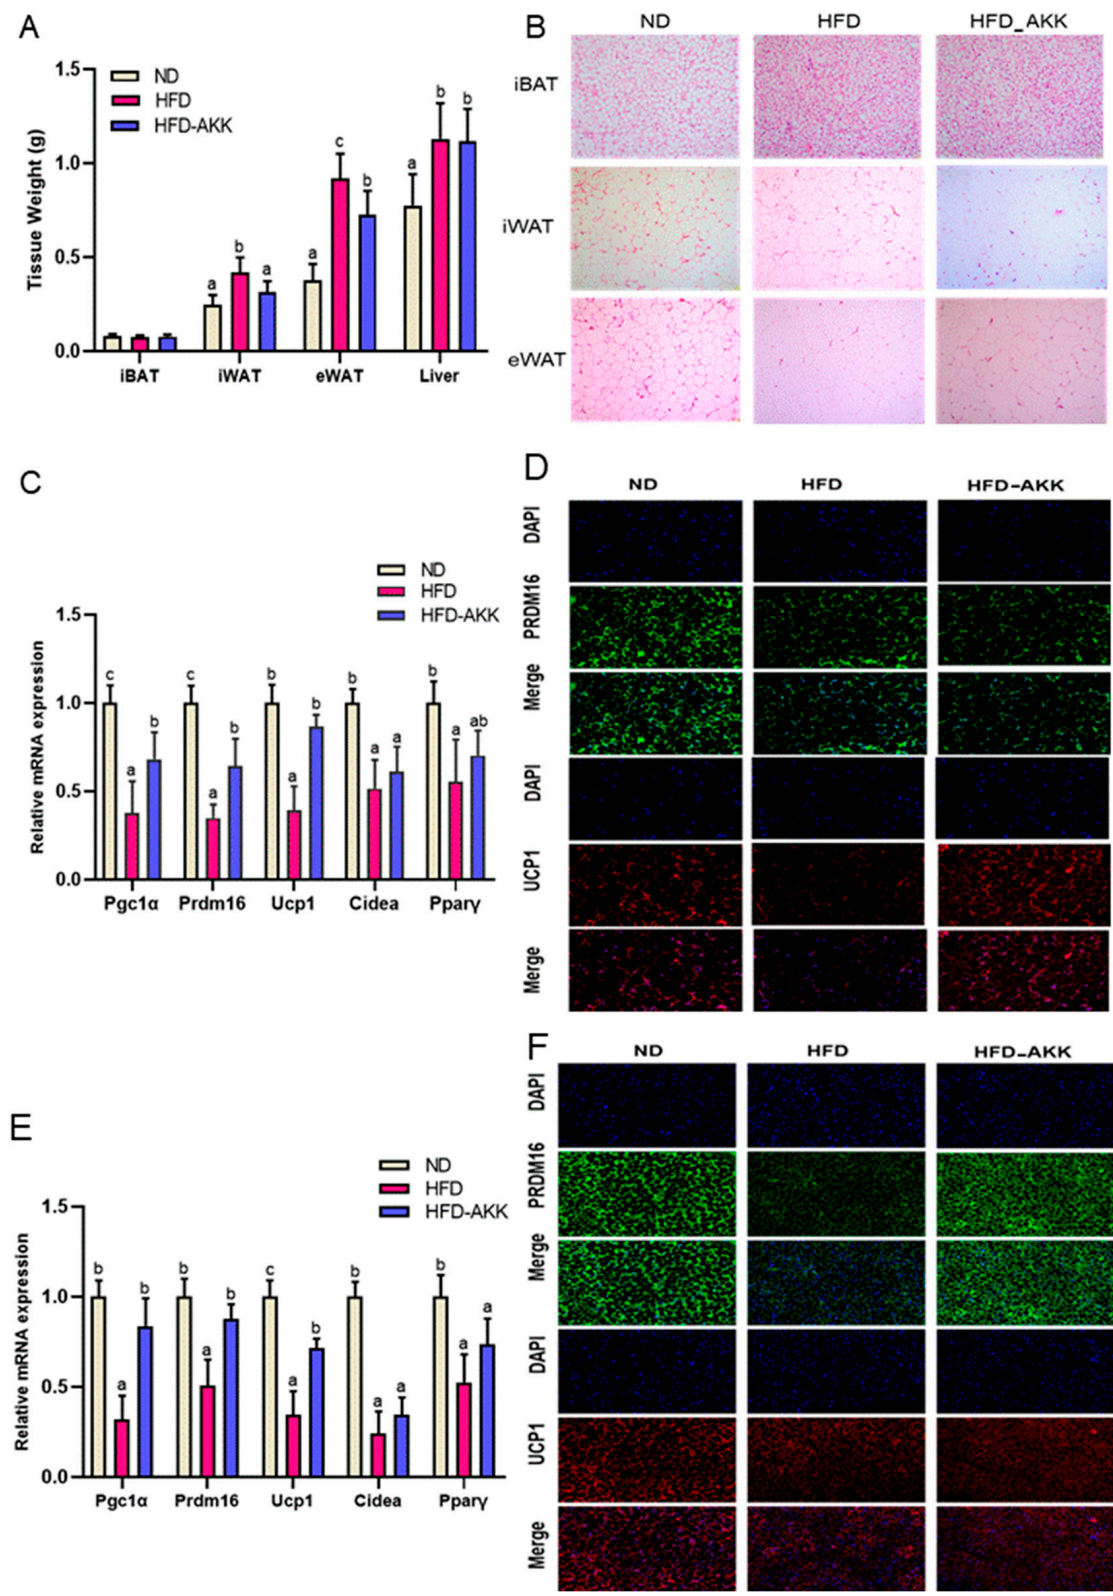 A
Tissue Weight (g)
1.5
1.0
0.5
0.0
ND
HFD
HFD-AKK
a b a
a c b
a b b
iBAT iWAT eWAT Liver
B
ND HFD HFD_AKK
iBAT
iWAT
eWAT
C
Relative mRNA expression
1.5
1.0
0.5
0.0
ND
HFD
HFD-AKK
c a b
c a b
b a b
b a a
b a ab
Pgc1α Prdm16 Ucp1 Cidea Pparγ
D
ND HFD HFD-AKK
DAPI
PRDM16
Merge
DAPI
UCP1
Merge
E
Relative mRNA expression
1.5
1.0
0.5
0.0
ND
HFD
HFD-AKK
b a b
b a b
c a b
b a a
b a a
Pgc1α Prdm16 Ucp1 Cidea Pparγ
F
ND HFD HFD-AKK
DAPI
PRDM16
Merge
DAPI
UCP1
Merge